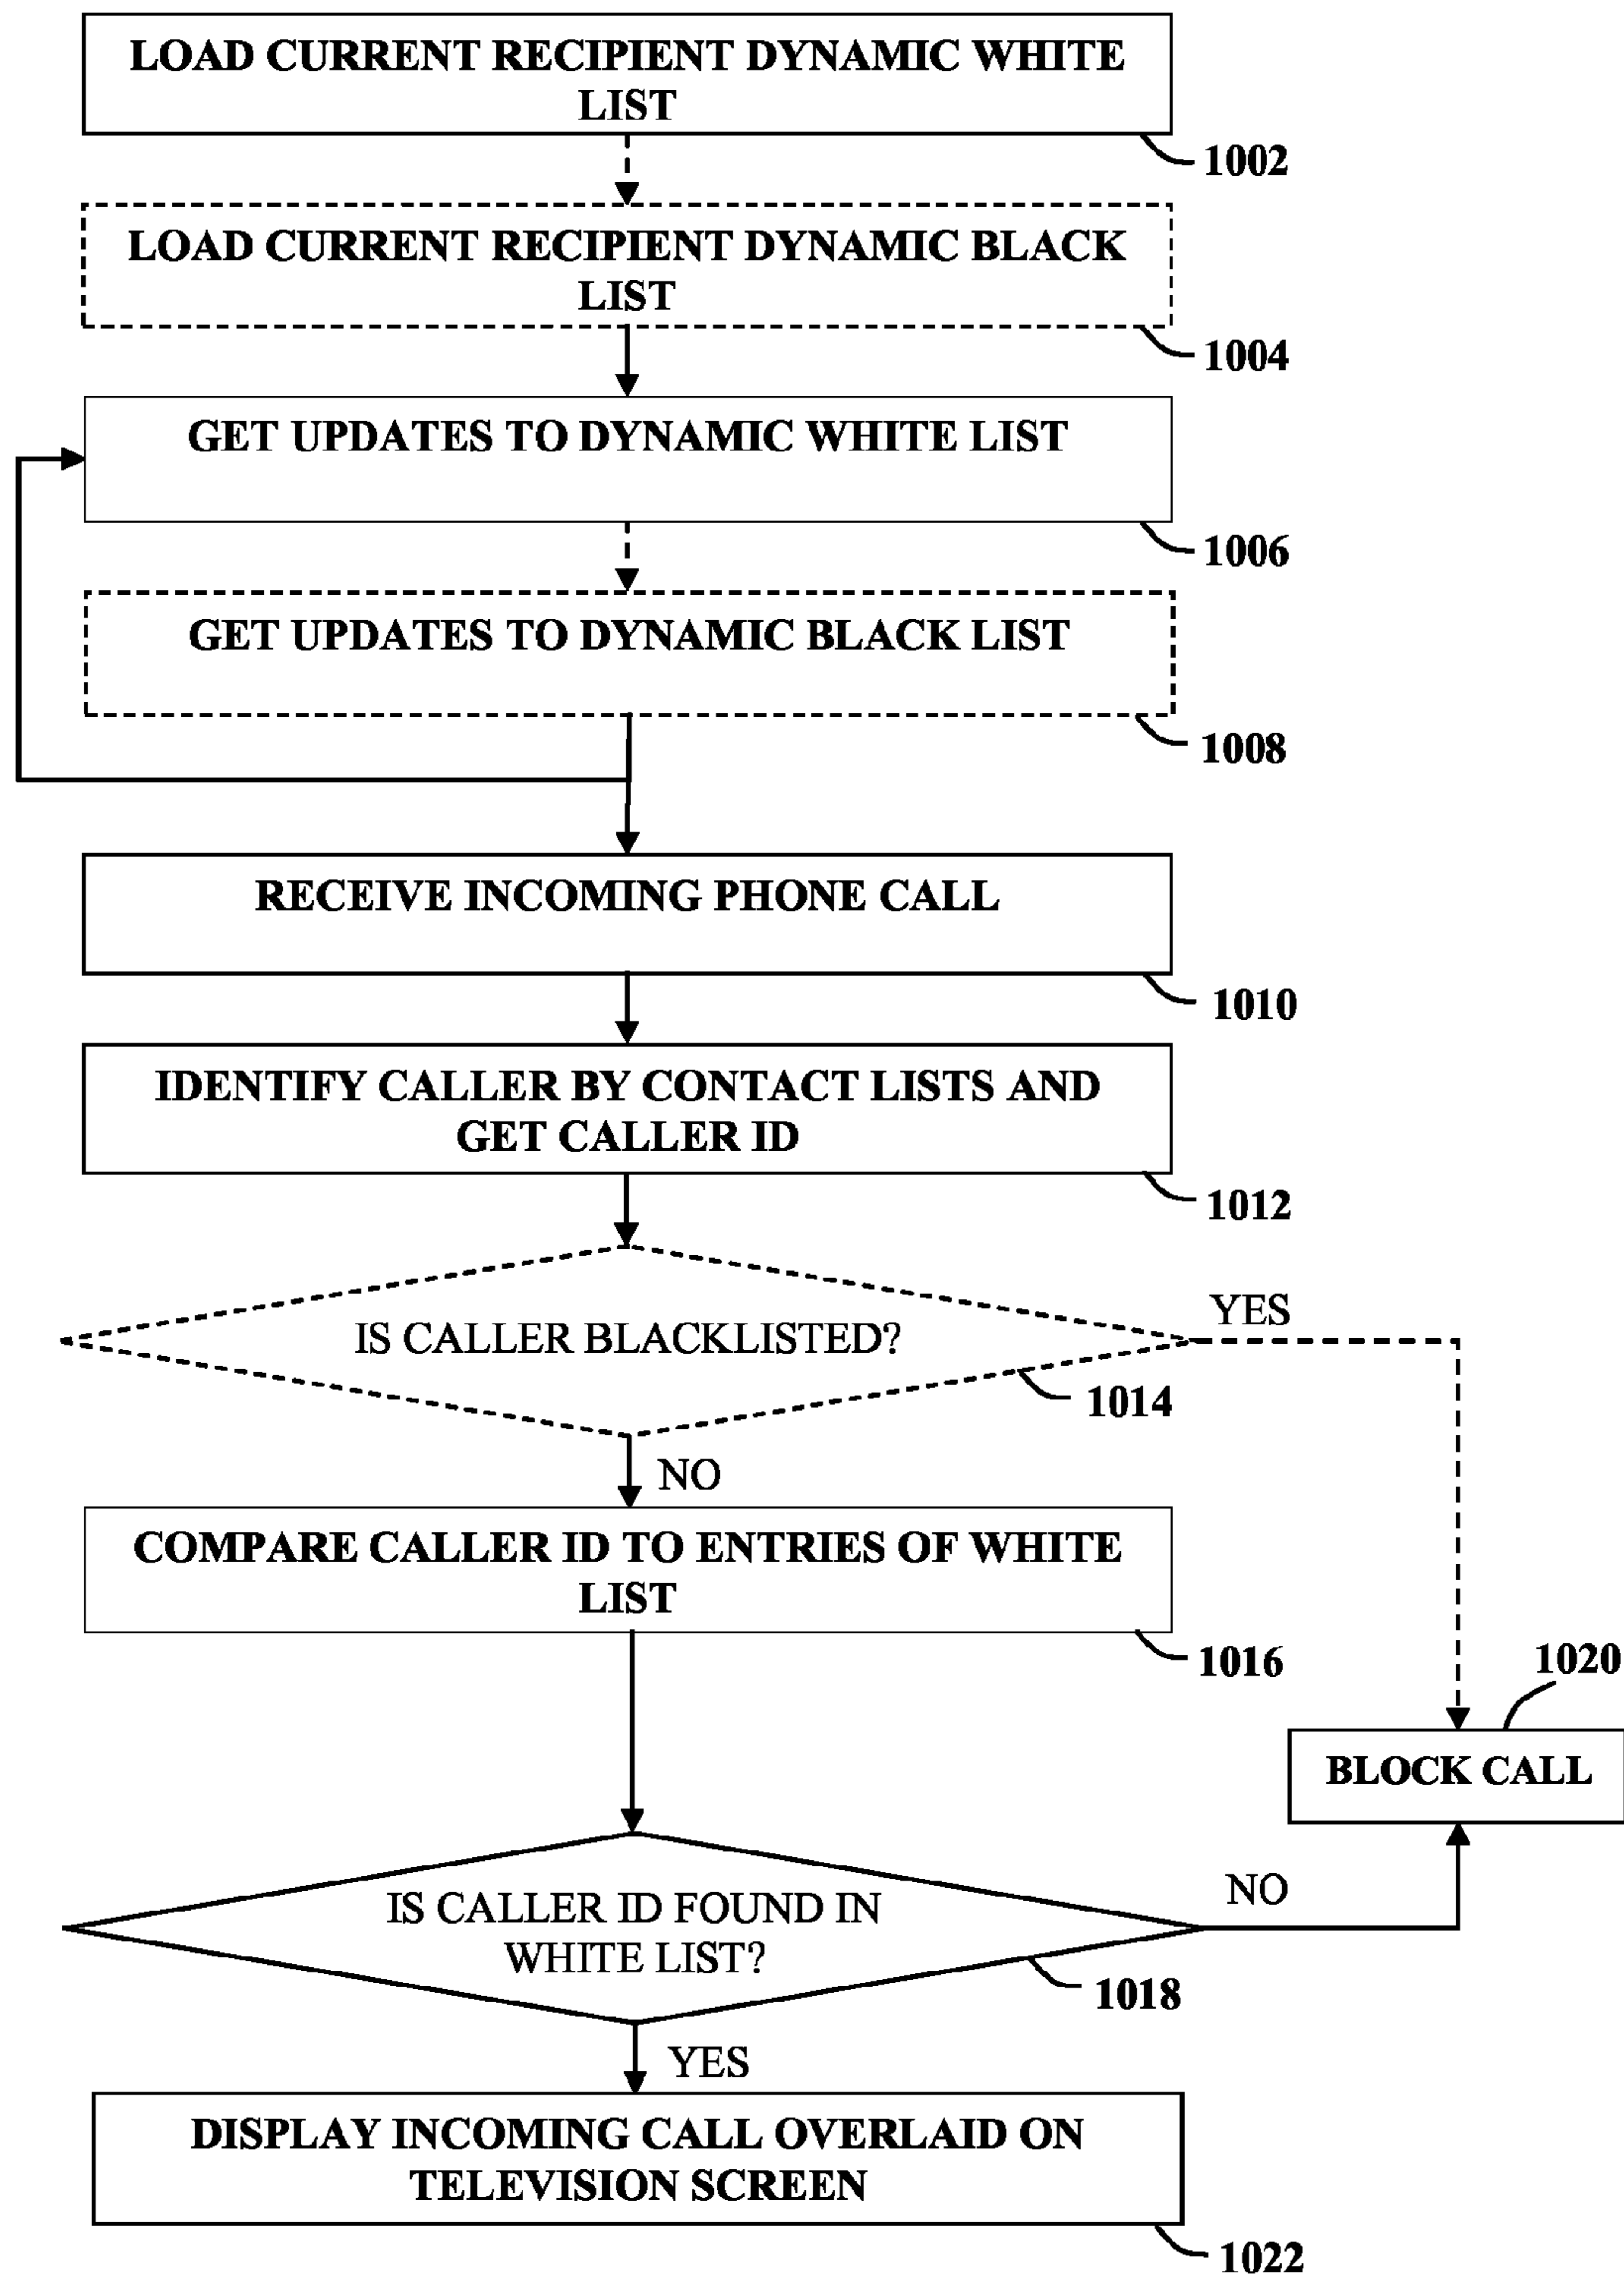 LOAD CURRENT RECIPIENT DYNAMIC WHITE
LIST
1002
LOAD CURRENT RECIPIENT DYNAMIC BLACK
LIST
1004
GET UPDATES TO DYNAMIC WHITE LIST
1006
GET UPDATES TO DYNAMIC BLACK LIST
1008
RECEIVE INCOMING PHONE CALL
1010
IDENTIFY CALLER BY CONTACT LISTS AND
GET CALLER ID
1012
YES
IS CALLER BLACKLISTED?
1014
NO
COMPARE CALLER ID TO ENTRIES OF WHITE
LIST
1016
1020
BLOCK CALL
NO
IS CALLER ID FOUND IN
WHITE LIST?
1018
YES
DISPLAY INCOMING CALL OVERLAID ON
TELEVISION SCREEN
1022